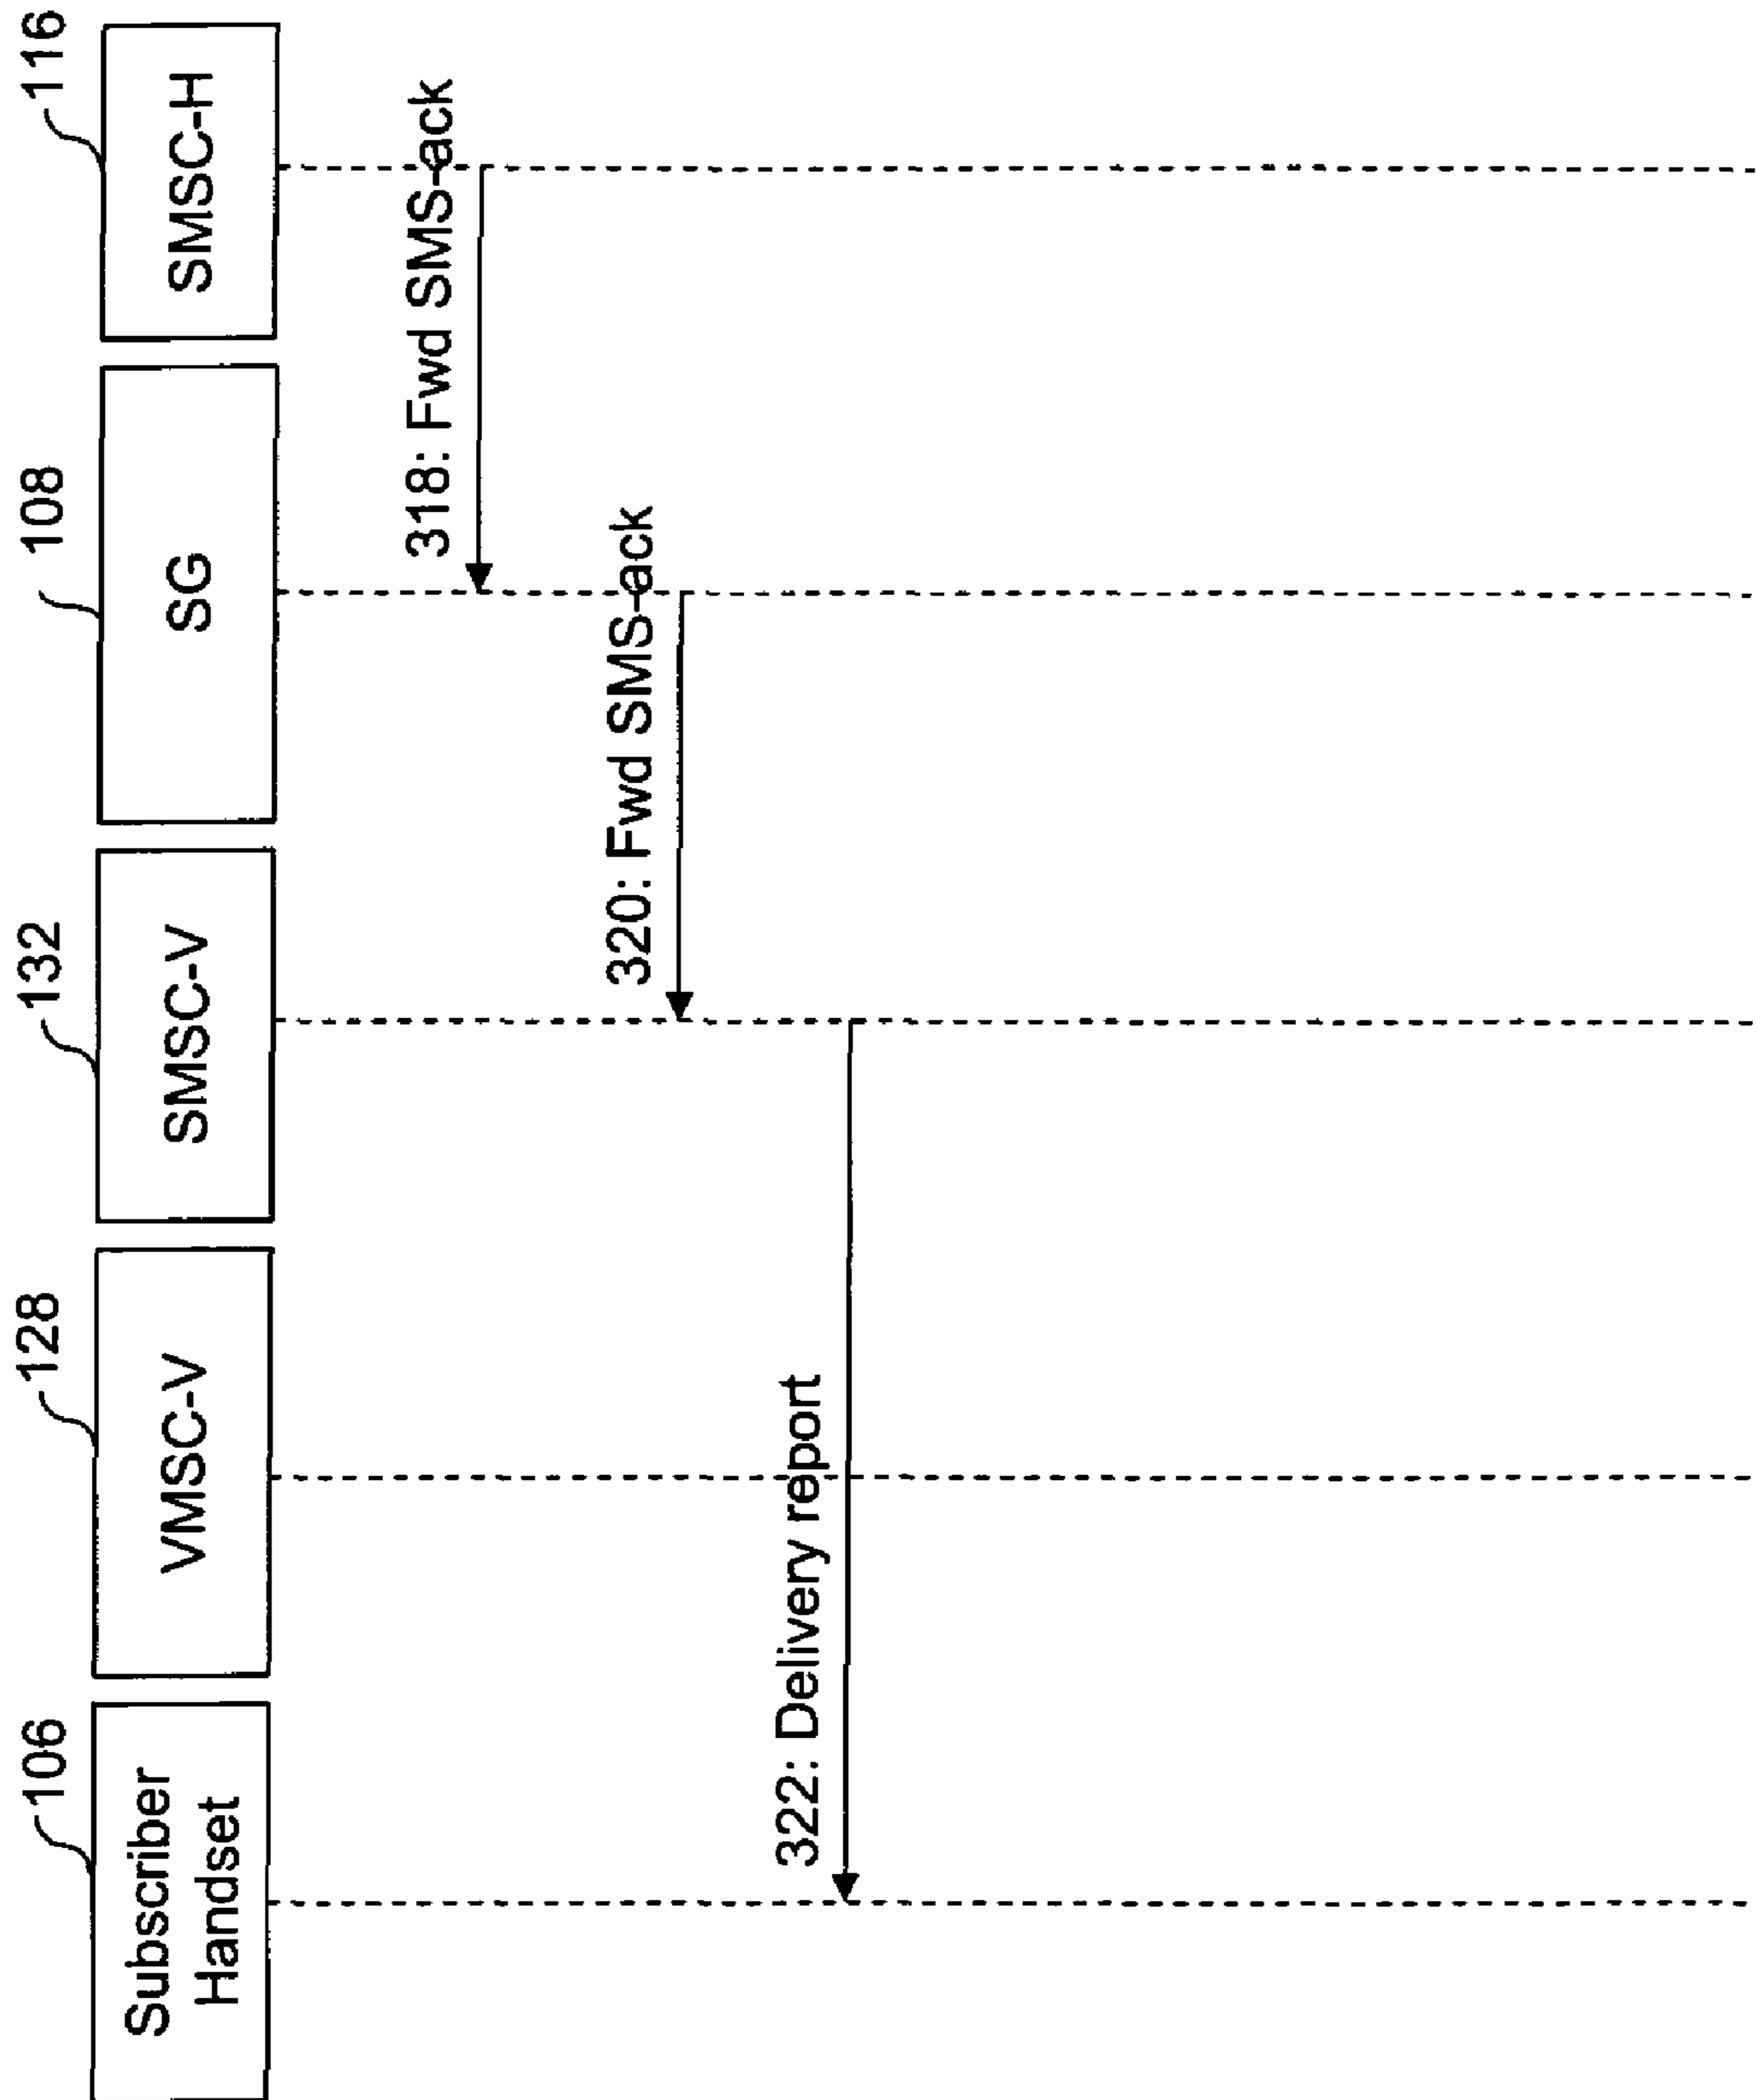 106
128
132
108
116
Subscriber
Handset
VMSC-V
SMSC-V
SG
SMSC-H
318: Fwd SMS-ack
320: Fwd SMS-ack
322: Delivery report